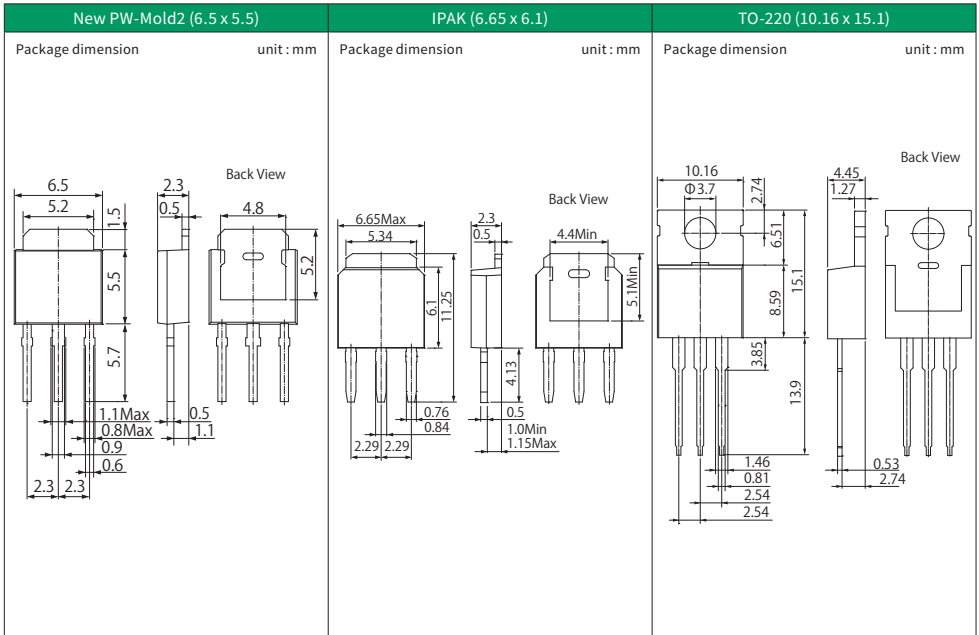 New PW-Mold2 (6.5 x 5.5)
Package dimension unit : mm
Back View
6.5
5.2
1.5
5.5
5.7
2.3
0.5
4.8
5.2
1.1Max
0.8Max
0.9
0.6
2.3 2.3
0.5
1.1
IPAK (6.65 x 6.1)
Package dimension unit : mm
Back View
6.65Max
5.34
6.1
11.25
2.3
0.5
4.4Min
5.1Min
4.13
0.76
0.84
2.29 2.29
0.5
1.0Min
1.15Max
TO-220 (10.16 x 15.1)
Package dimension unit : mm
Back View
10.16
Φ3.7
2.74
6.51
15.1
8.59
3.85
13.9
4.45
1.27
1.46
0.81
2.54
2.54
0.53
2.74